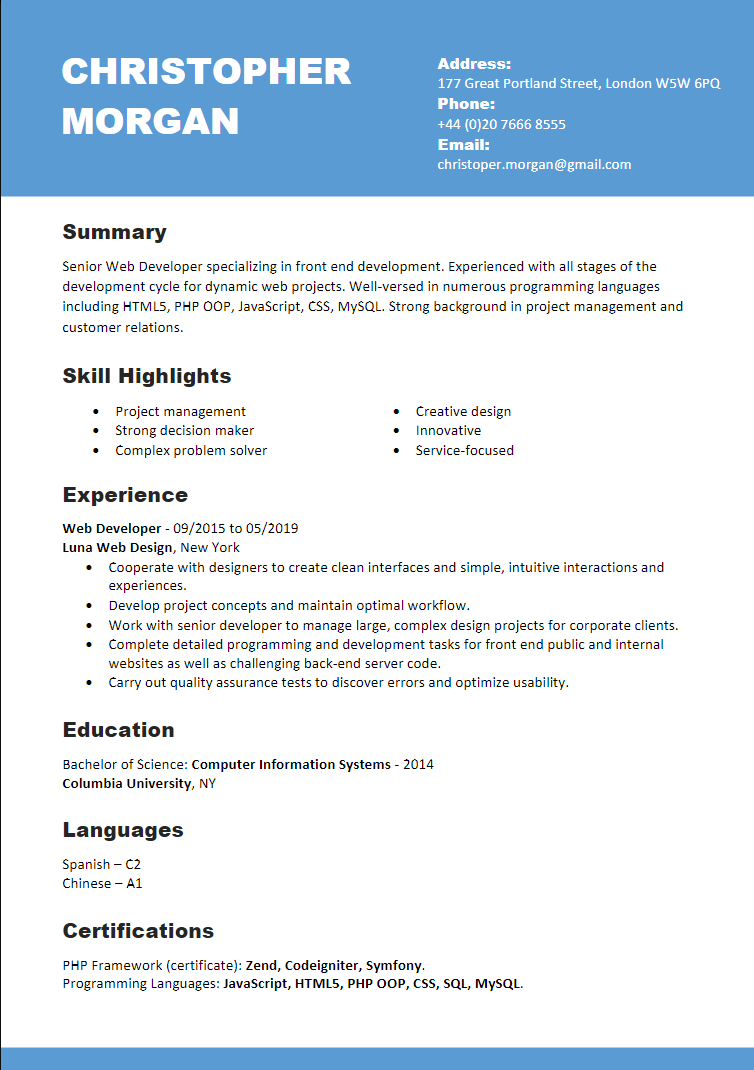 CHRISTOPHER
MORGAN
Address:
177 Great Portland Street, London W5W 6PQ
Phone:
+44 (0)20 7666 8555
Email:
christoper.morgan@gmail.com
Summary
Senior Web Developer specializing in front end development. Experienced with all stages of the
development cycle for dynamic web projects. Well-versed in numerous programming languages
including HTML5, PHP OOP, JavaScript, CSS, MySQL. Strong background in project management and
customer relations.
Skill Highlights
• Project management
• Strong decision maker
• Complex problem solver
• Creative design
• Innovative
• Service-focused
Experience
Web Developer - 09/2015 to 05/2019
Luna Web Design, New York
• Cooperate with designers to create clean interfaces and simple, intuitive interactions and
experiences.
• Develop project concepts and maintain optimal workflow.
• Work with senior developer to manage large, complex design projects for corporate clients.
• Complete detailed programming and development tasks for front end public and internal
websites as well as challenging back-end server code.
• Carry out quality assurance tests to discover errors and optimize usability.
Education
Bachelor of Science: Computer Information Systems - 2014
Columbia University, NY
Languages
Spanish – C2
Chinese – A1
Certifications
PHP Framework (certificate): Zend, Codeigniter, Symfony.
Programming Languages: JavaScript, HTML5, PHP OOP, CSS, SQL, MySQL.